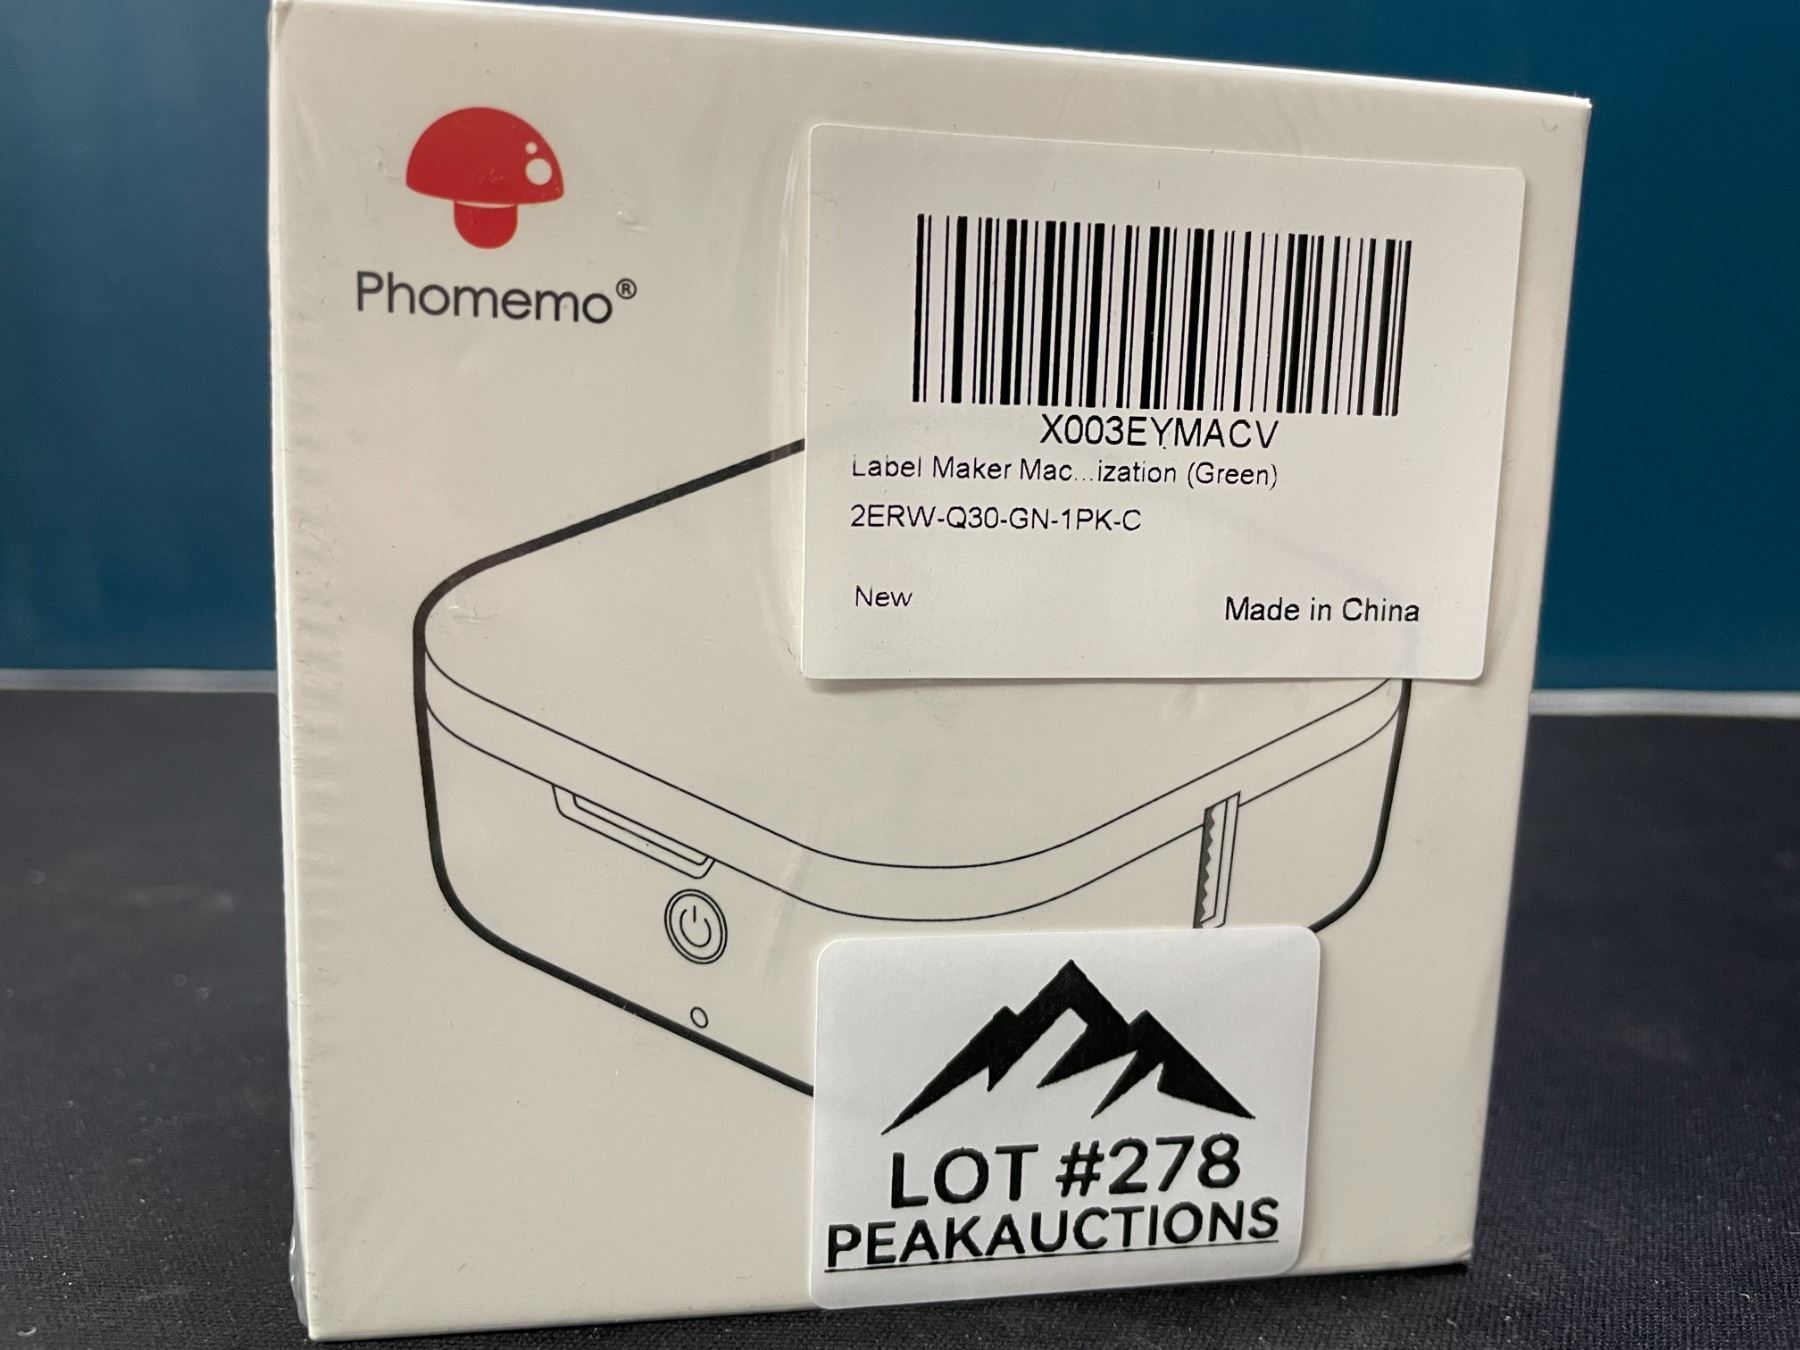 Phomemo®
X003EYMACV
Label Maker Mac...ization (Green)
2ERW-Q30-GN-1PK-C
New
Made in China
LOT #278
PEAKAUCTIONS